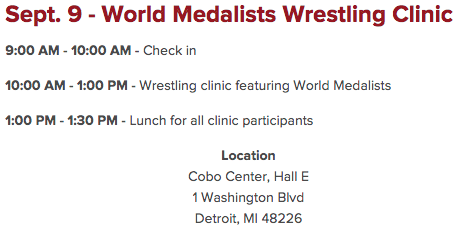 Sept. 9 - World Medalists Wrestling Clinic
9:00 AM - 10:00 AM - Check in
10:00 AM - 1:00 PM - Wrestling clinic featuring World Medalists
1:00 PM - 1:30 PM - Lunch for all clinic participants
Location
Cobo Center, Hall E
1 Washington Blvd
Detroit, MI 48226